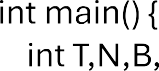 int main() {
int T,N,B,